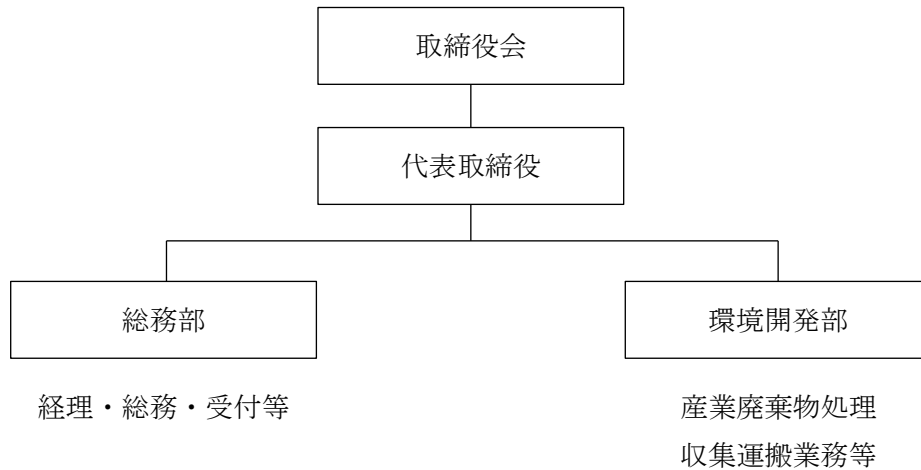 取締役会
代表取締役
総務部
環境開発部
経理・総務・受付等
産業廃棄物処理
収集運搬業務等